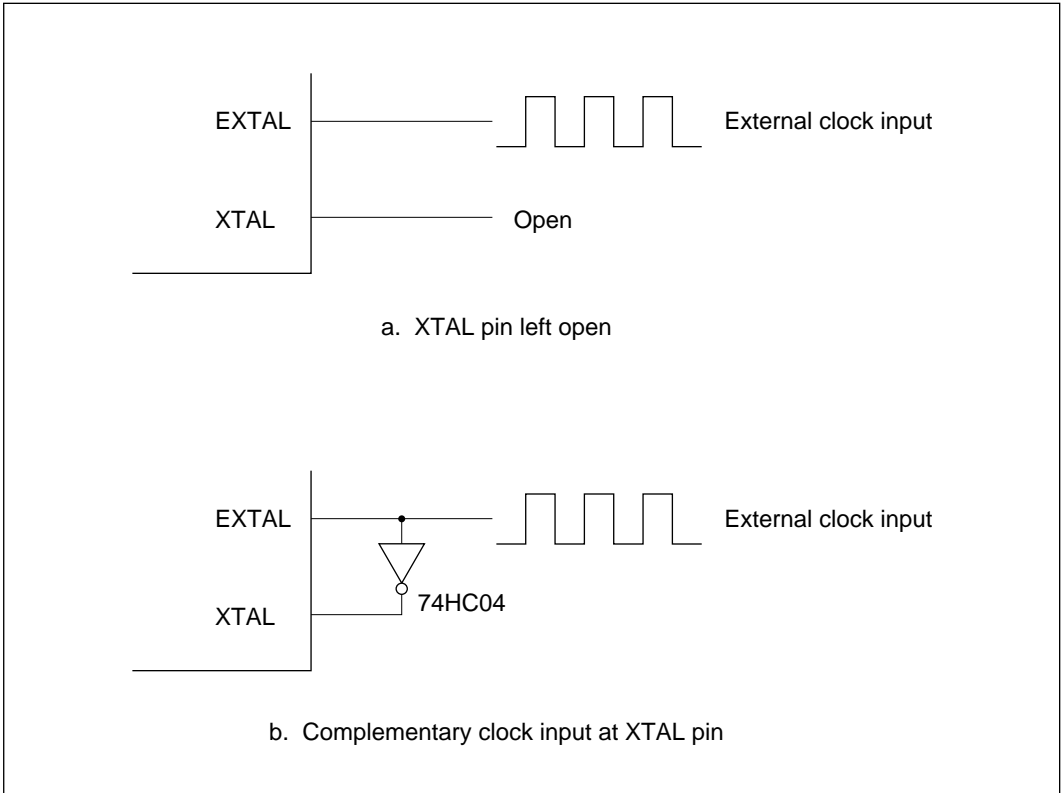 EXTAL
External clock input
XTAL
Open
a. XTAL pin left open
EXTAL
External clock input
74HC04
XTAL
b. Complementary clock input at XTAL pin